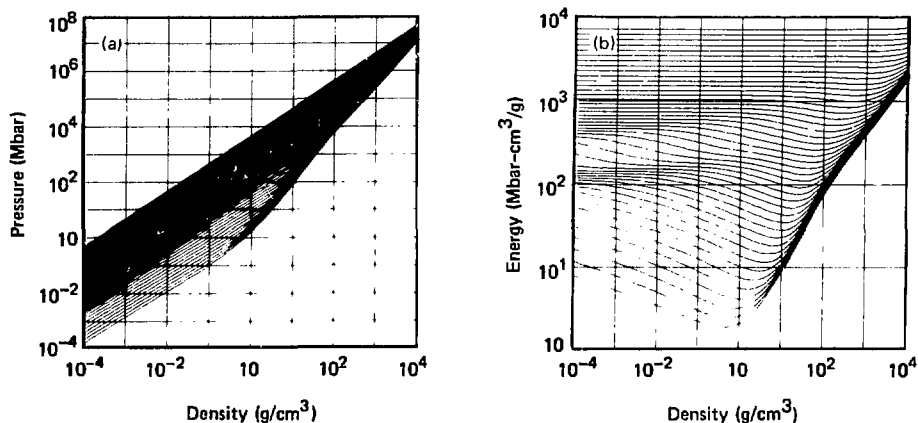 (a)
Pressure (Mbar)
10⁸
10⁶
10⁴
10²
10
10⁻²
10⁻⁴
10⁻⁴ 10⁻² 10 10² 10⁴
Density (g/cm³)
(b)
Energy (Mbar–cm³/g)
10⁴
10³
10²
10¹
10
10⁻⁴ 10⁻² 10 10² 10⁴
Density (g/cm³)